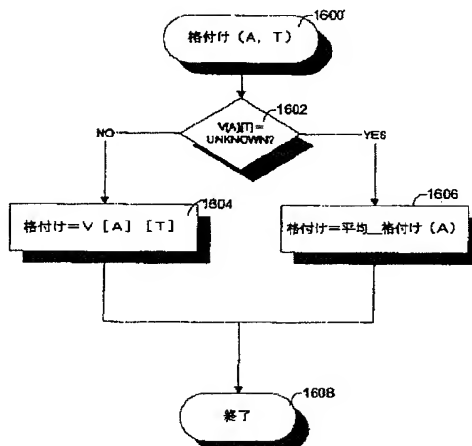 1600
格付け（A，T）
1602
V[A][T]=
UNKNOWN?
NO
YES
1604
格付け＝V［A］［T］
1606
格付け＝平均__格付け（A）
1608
終了